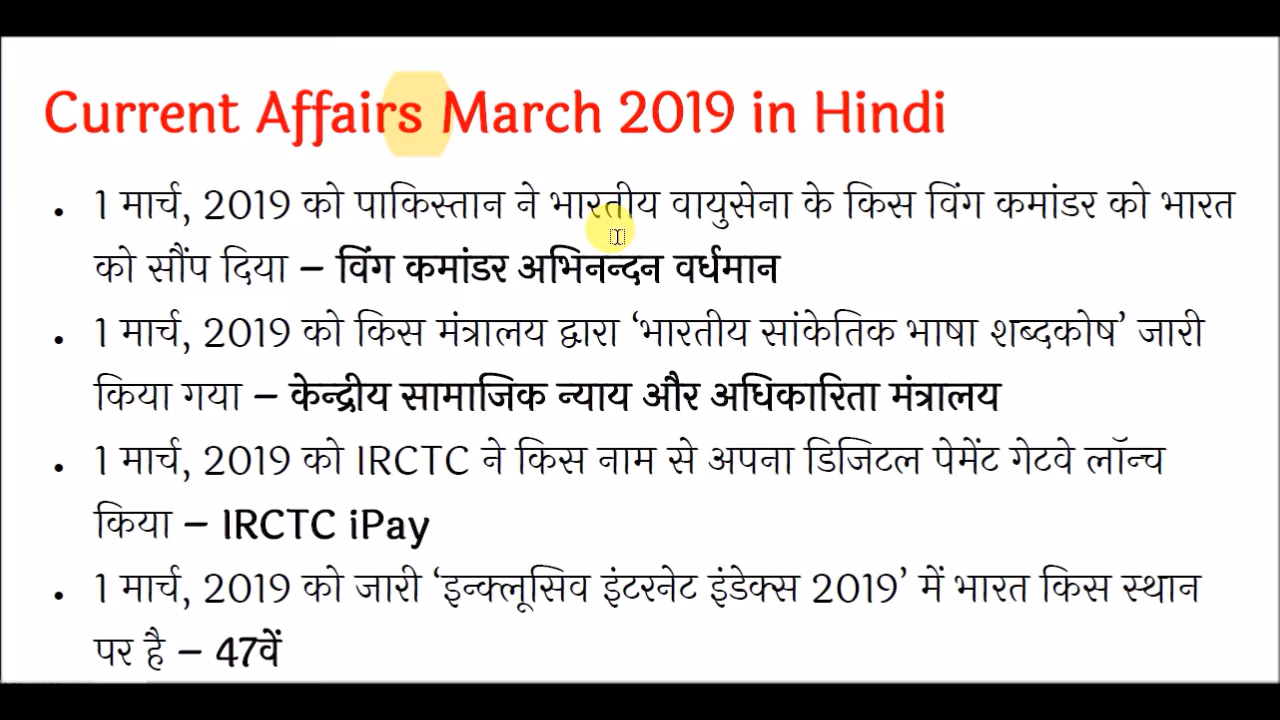 Current Affairs March 2019 in Hindi
• 1 मार्च, 2019 को पाकिस्तान ने भारतीय वायुसेना के किस विंग कमांडर को भारत
को सौंप दिया – विंग कमांडर अभिनन्दन वर्धमान
• 1 मार्च, 2019 को किस मंत्रालय द्वारा ‘भारतीय सांकेतिक भाषा शब्दकोष’ जारी
किया गया – केन्द्रीय सामाजिक न्याय और अधिकारिता मंत्रालय
• 1 मार्च, 2019 को IRCTC ने किस नाम से अपना डिजिटल पेमेंट गेटवे लॉन्च
किया – IRCTC iPay
• 1 मार्च, 2019 को जारी ‘इन्क्लूसिव इंटरनेट इंडेक्स 2019’ में भारत किस स्थान
पर है – 47वें